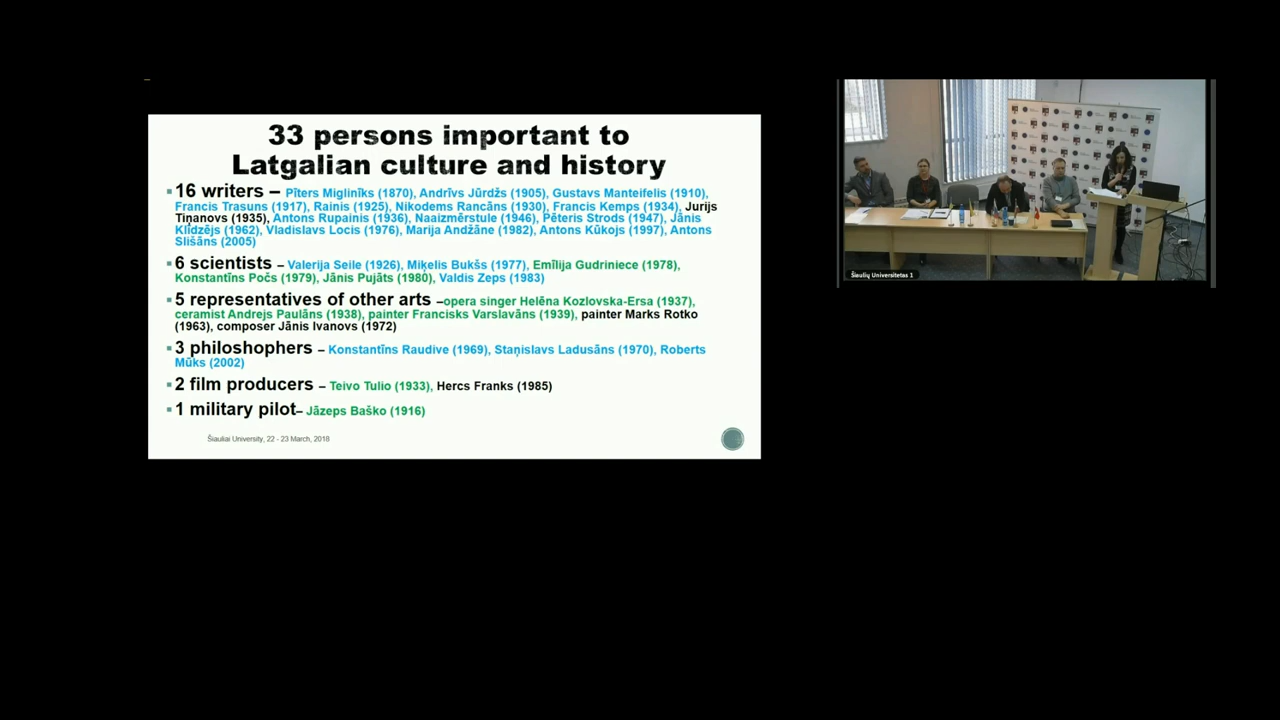 33 persons important to
Latgalian culture and history
16 writers – Pīters Miglinīks (1870), Andrīvs Jūrdžs (1905), Gustavs Manteifelis (1910),
Francis Trasuns (1917), Rainis (1925), Nikodems Rancāns (1930), Francis Kemps (1934), Jurijs
Tiņanovs (1935), Antons Rupainis (1936), Naaizmērstule (1946), Pēteris Strods (1947), Jānis
Klīdzējs (1962), Vladislavs Locis (1976), Marija Andžāne (1982), Antons Kūkojs (1997), Antons
Slišāns (2005)
6 scientists – Valerija Seile (1926), Miķelis Bukšs (1977), Emīlija Gudriniece (1978),
Konstantīns Počs (1979), Jānis Pujāts (1980), Valdis Zeps (1983)
5 representatives of other arts –opera singer Helēna Kozlovska-Ersa (1937),
ceramist Andrejs Paulāns (1938), painter Francisks Varslavāns (1939), painter Marks Rotko
(1963), composer Jānis Ivanovs (1972)
3 philoshophers – Konstantīns Raudive (1969), Staņislavs Ladusāns (1970), Roberts
Mūks (2002)
2 film producers – Teivo Tulio (1933), Hercs Franks (1985)
1 military pilot– Jāzeps Baško (1916)
Šiauliai University, 22 - 23 March, 2018
Šiaulių Universitetas 1